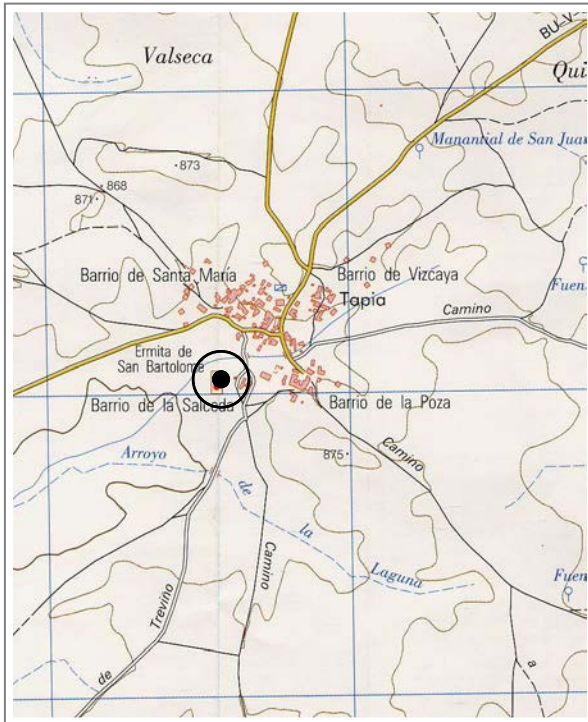 Valseca
BU-V-
Qui
Manantial de San Juan
873
868
871
Barrio de Santa María
Barrio de Vizcaya
Tapia
Fuen
Camino
Ermita de
San Bartolomé
Barrio de la Salceda
Barrio de la Poza
Arroyo
de
la
Laguna
875
Camino
Camino
Treviño
de
Fuen
a